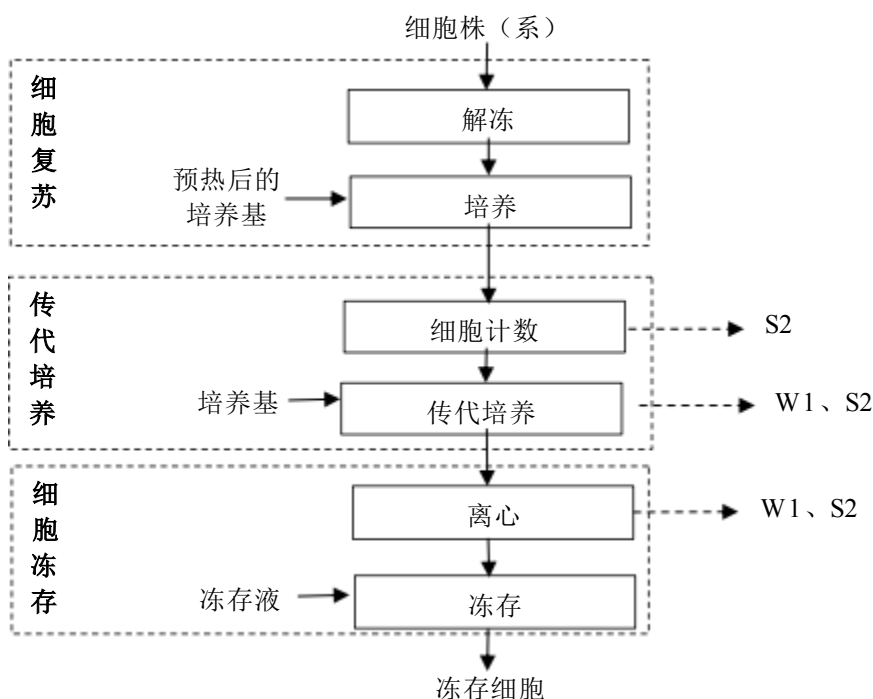 细胞株（系）
细胞复苏
解冻
预热后的
培养基
培养
传代培养
细胞计数
S2
培养基
传代培养
W1、S2
细胞冻存
离心
W1、S2
冻存液
冻存
冻存细胞